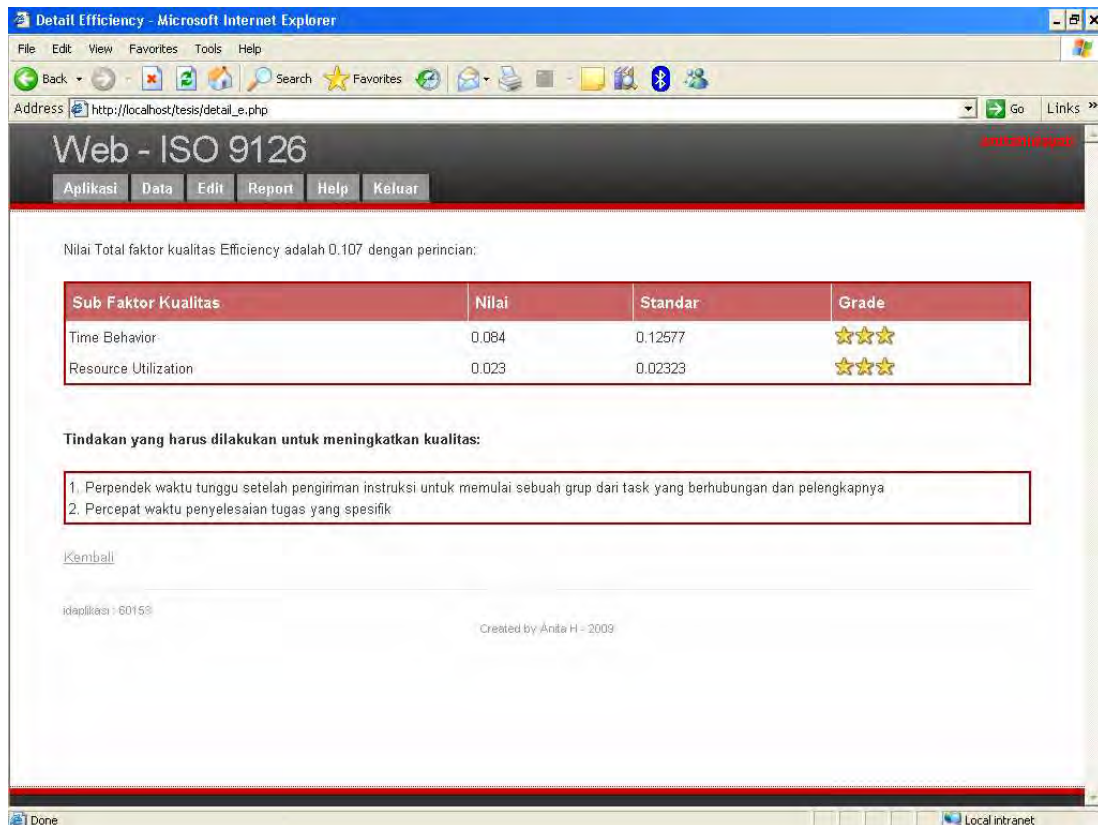 Detail Efficiency - Microsoft Internet Explorer
File Edit View Favorites Tools Help
Back Search Favorites
Address http://localhost/tesis/detail_e.php Go Links »
Web - ISO 9126
Aplikasi Data Edit Report Help Keluar
Nilai Total faktor kualitas Efficiency adalah 0.107 dengan perincian:
Sub Faktor Kualitas Nilai Standar Grade
Time Behavior 0.084 0.12577
Resource Utilization 0.023 0.02323
Tindakan yang harus dilakukan untuk meningkatkan kualitas:
1. Perpendek waktu tunggu setelah pengiriman instruksi untuk memulai sebuah grup dari task yang berhubungan dan pelengkapnya
2. Percepat waktu penyelesaian tugas yang spesifik
Kembali
idaplikasi : 60153
Created by Anita H - 2009
Done Local intranet